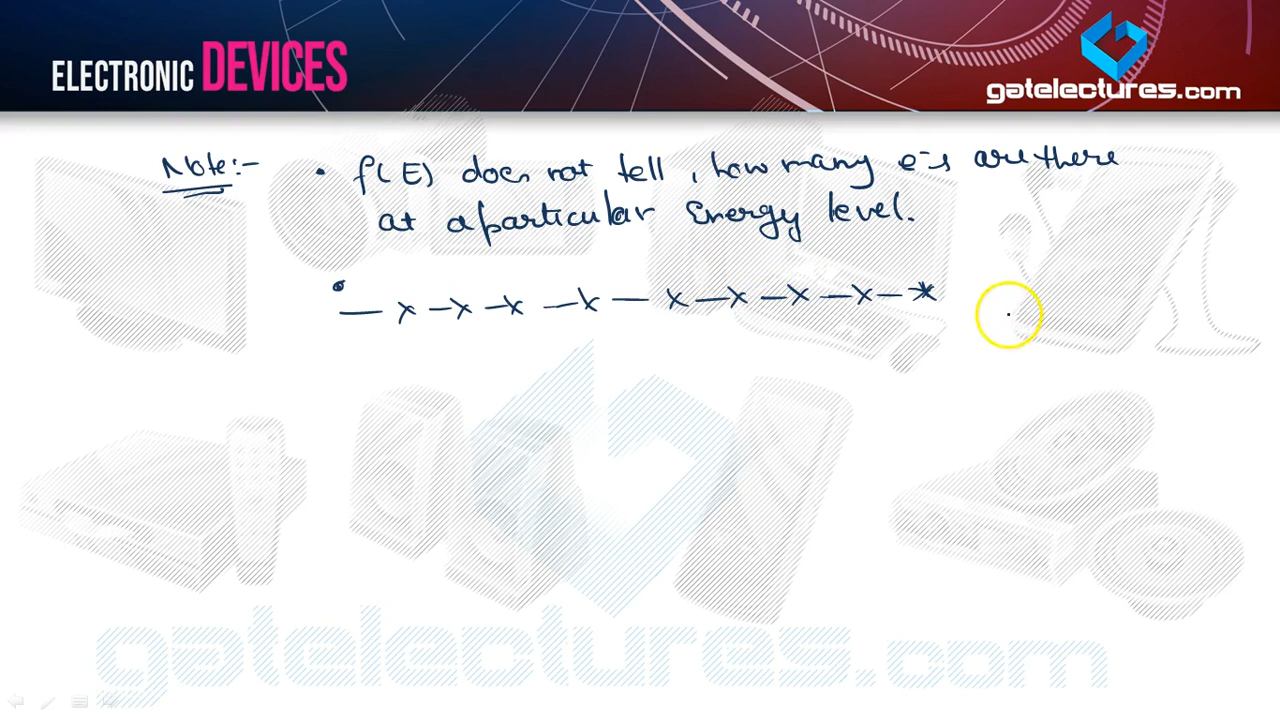 ELECTRONIC DEVICES
gatelectures.com
Note:- • f(E) does not tell, how many e-s are there
at a particular Energy level.
• — x — x — x — x — x — x — x — x — x
gatelectures.com